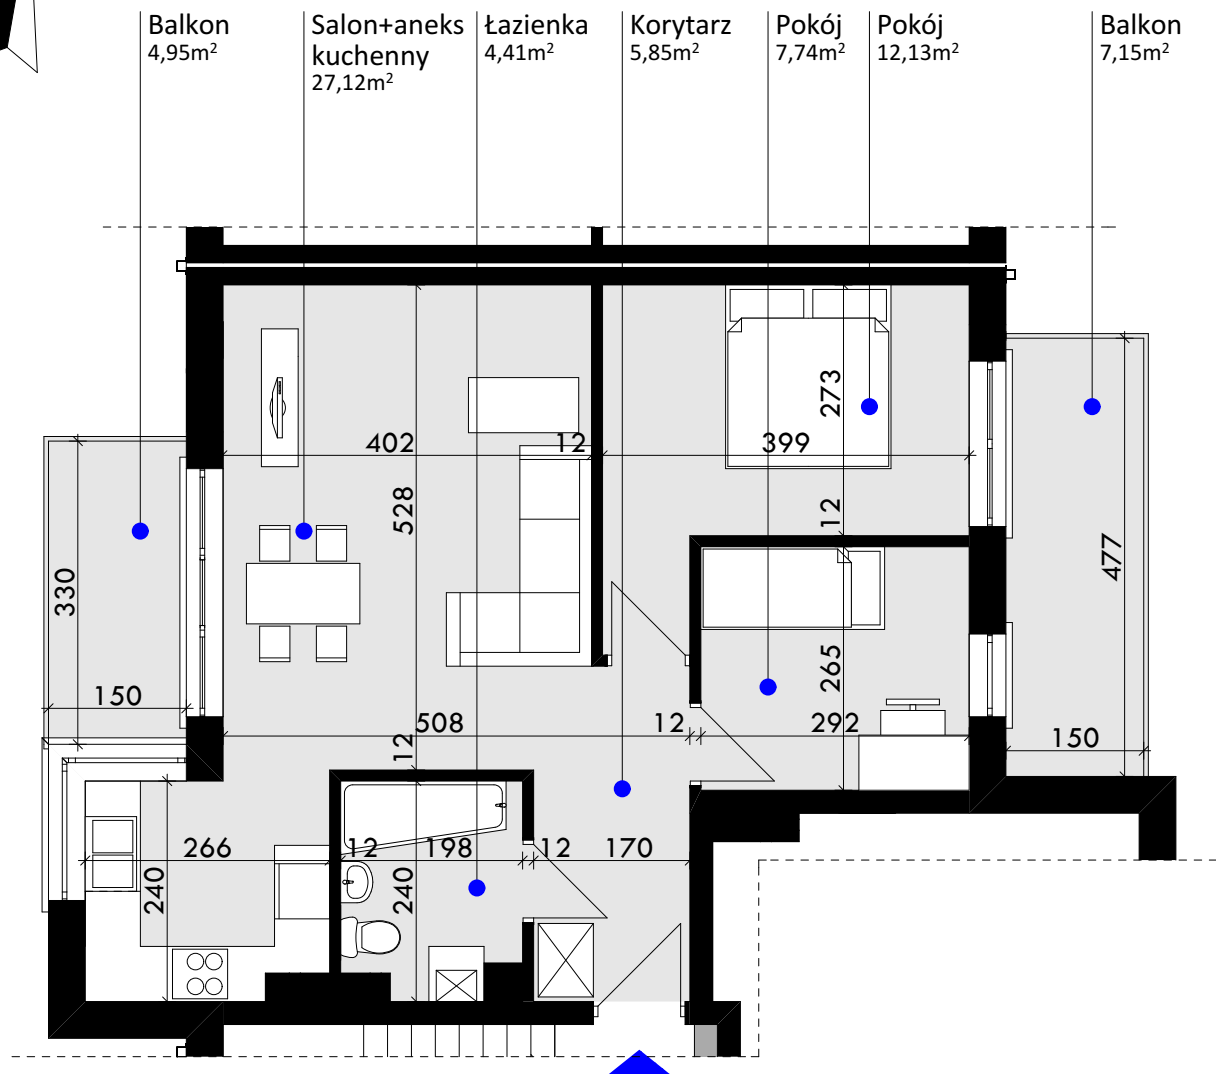 Balkon
4,95m²
Salon+aneks
kuchenny
27,12m²
Łazienka
4,41m²
Korytarz
5,85m²
Pokój
7,74m²
Pokój
12,13m²
Balkon
7,15m²
273
402
12
399
528
12
477
330
265
150
508
12
12
292
150
266
12
198
12
170
240
240